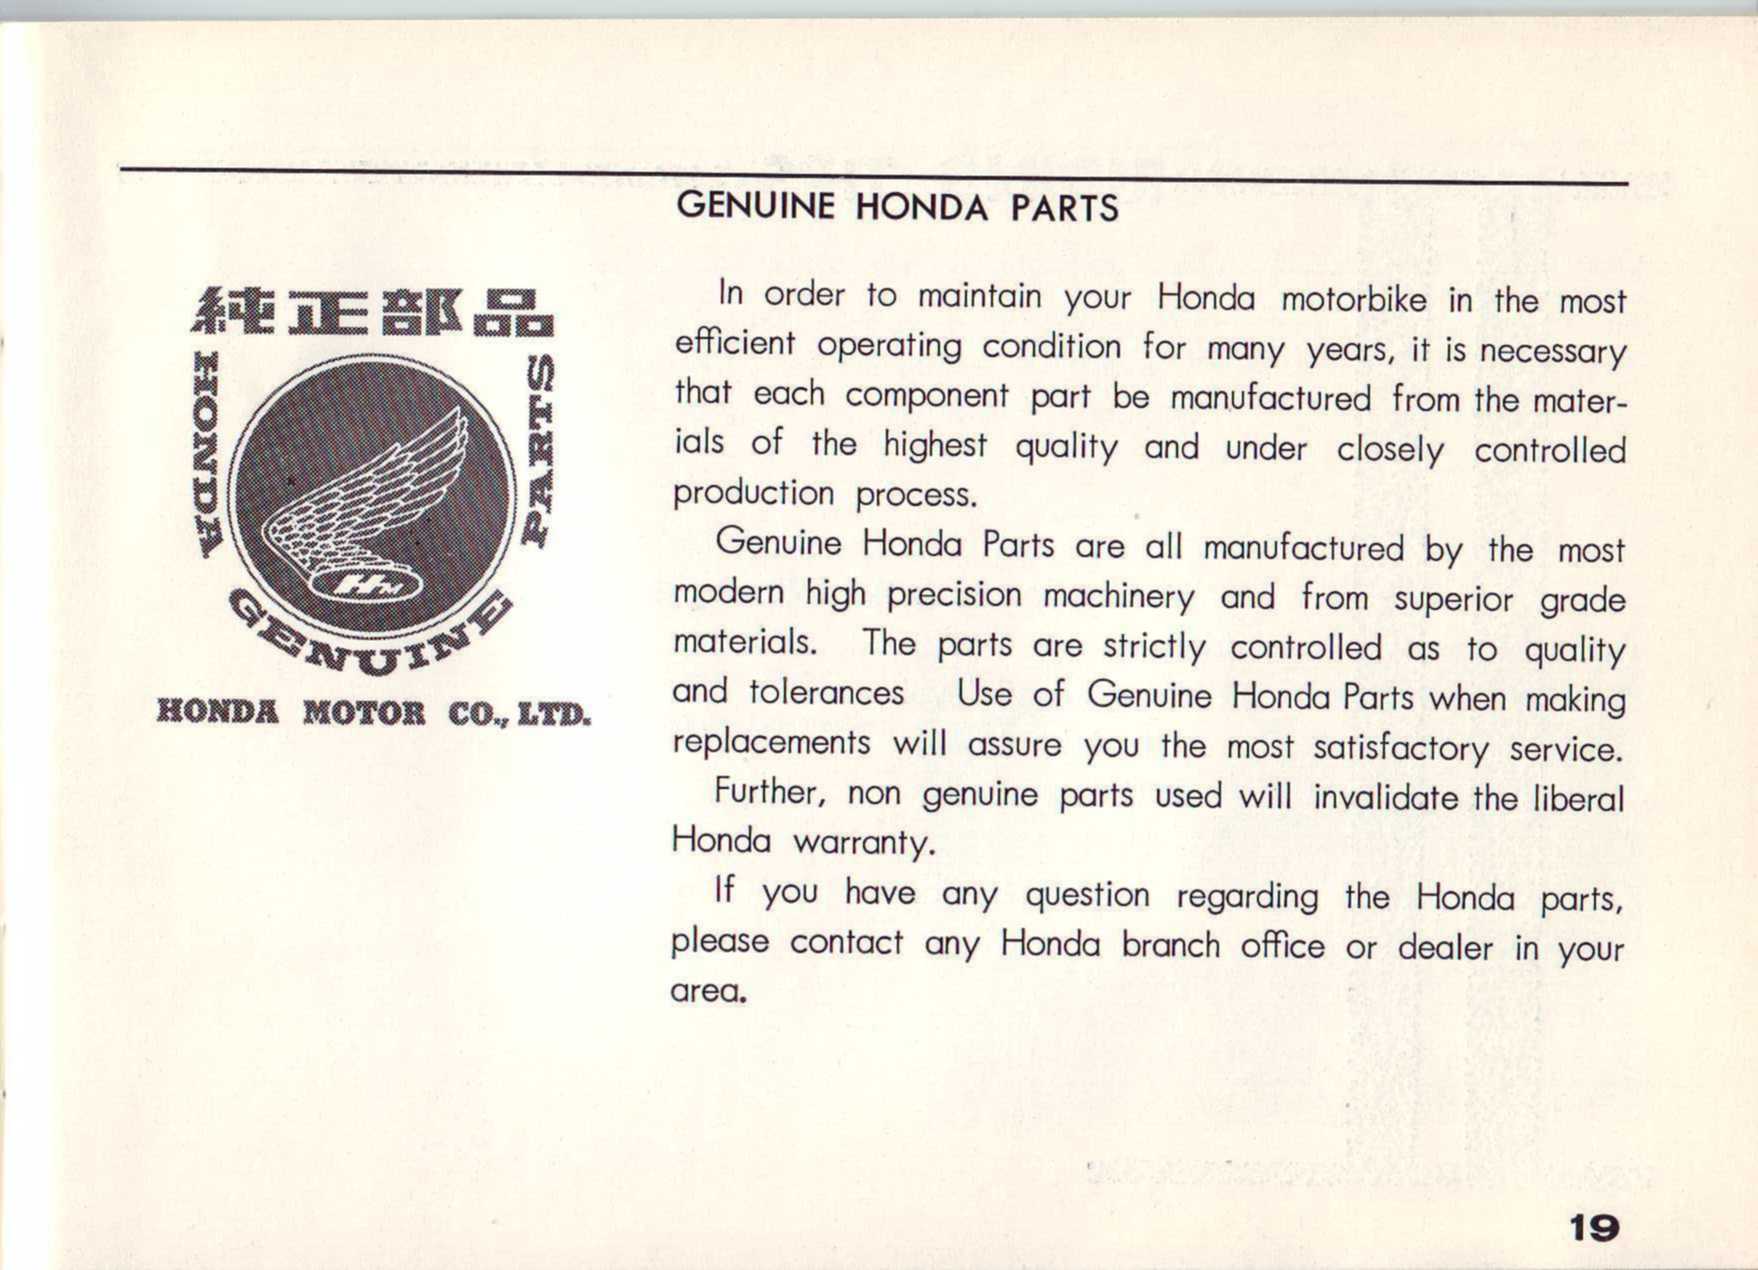 GENUINE HONDA PARTS
純正部品
HONDA
PARTS
GENUINE
HM
HONDA MOTOR CO., LTD.
In order to maintain your Honda motorbike in the most
efficient operating condition for many years, it is necessary
that each component part be manufactured from the mater-
ials of the highest quality and under closely controlled
production process.
Genuine Honda Parts are all manufactured by the most
modern high precision machinery and from superior grade
materials. The parts are strictly controlled as to quality
and tolerances Use of Genuine Honda Parts when making
replacements will assure you the most satisfactory service.
Further, non genuine parts used will invalidate the liberal
Honda warranty.
If you have any question regarding the Honda parts,
please contact any Honda branch office or dealer in your
area.
19